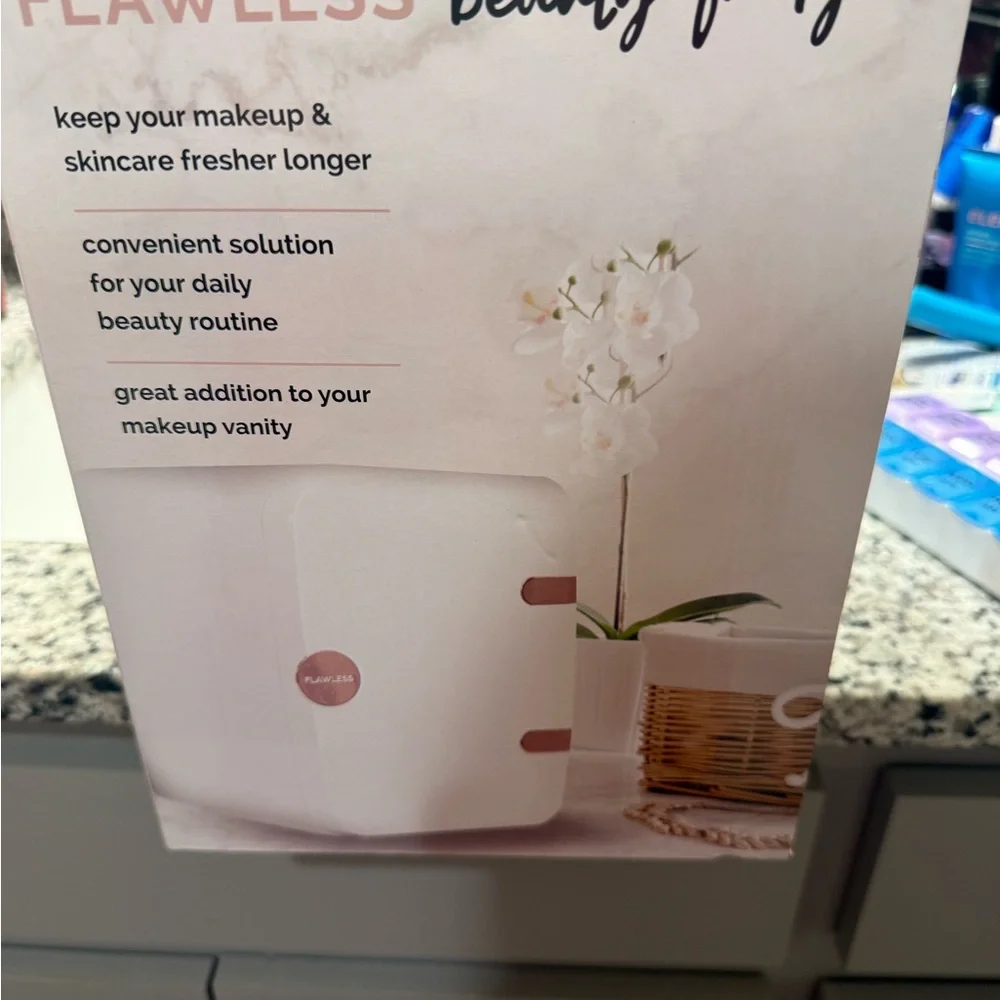 FLAWLESS beauty
keep your makeup &
skincare fresher longer
convenient solution
for your daily
beauty routine
great addition to your
makeup vanity
FLAWLESS